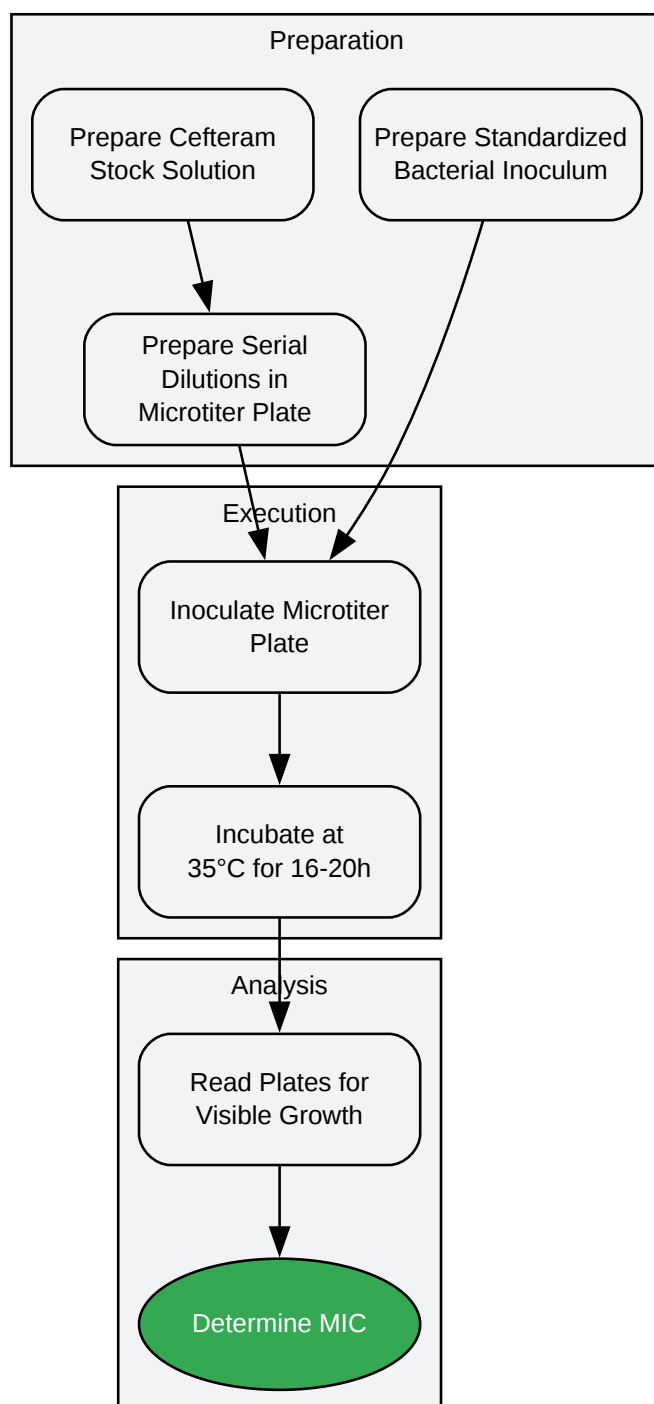 Preparation
Prepare Cefteram
Stock Solution
Prepare Standardized
Bacterial Inoculum
Prepare Serial
Dilutions in
Microtiter Plate
Execution
Inoculate Microtiter
Plate
Incubate at
35°C for 16-20h
Analysis
Read Plates for
Visible Growth
Determine MIC